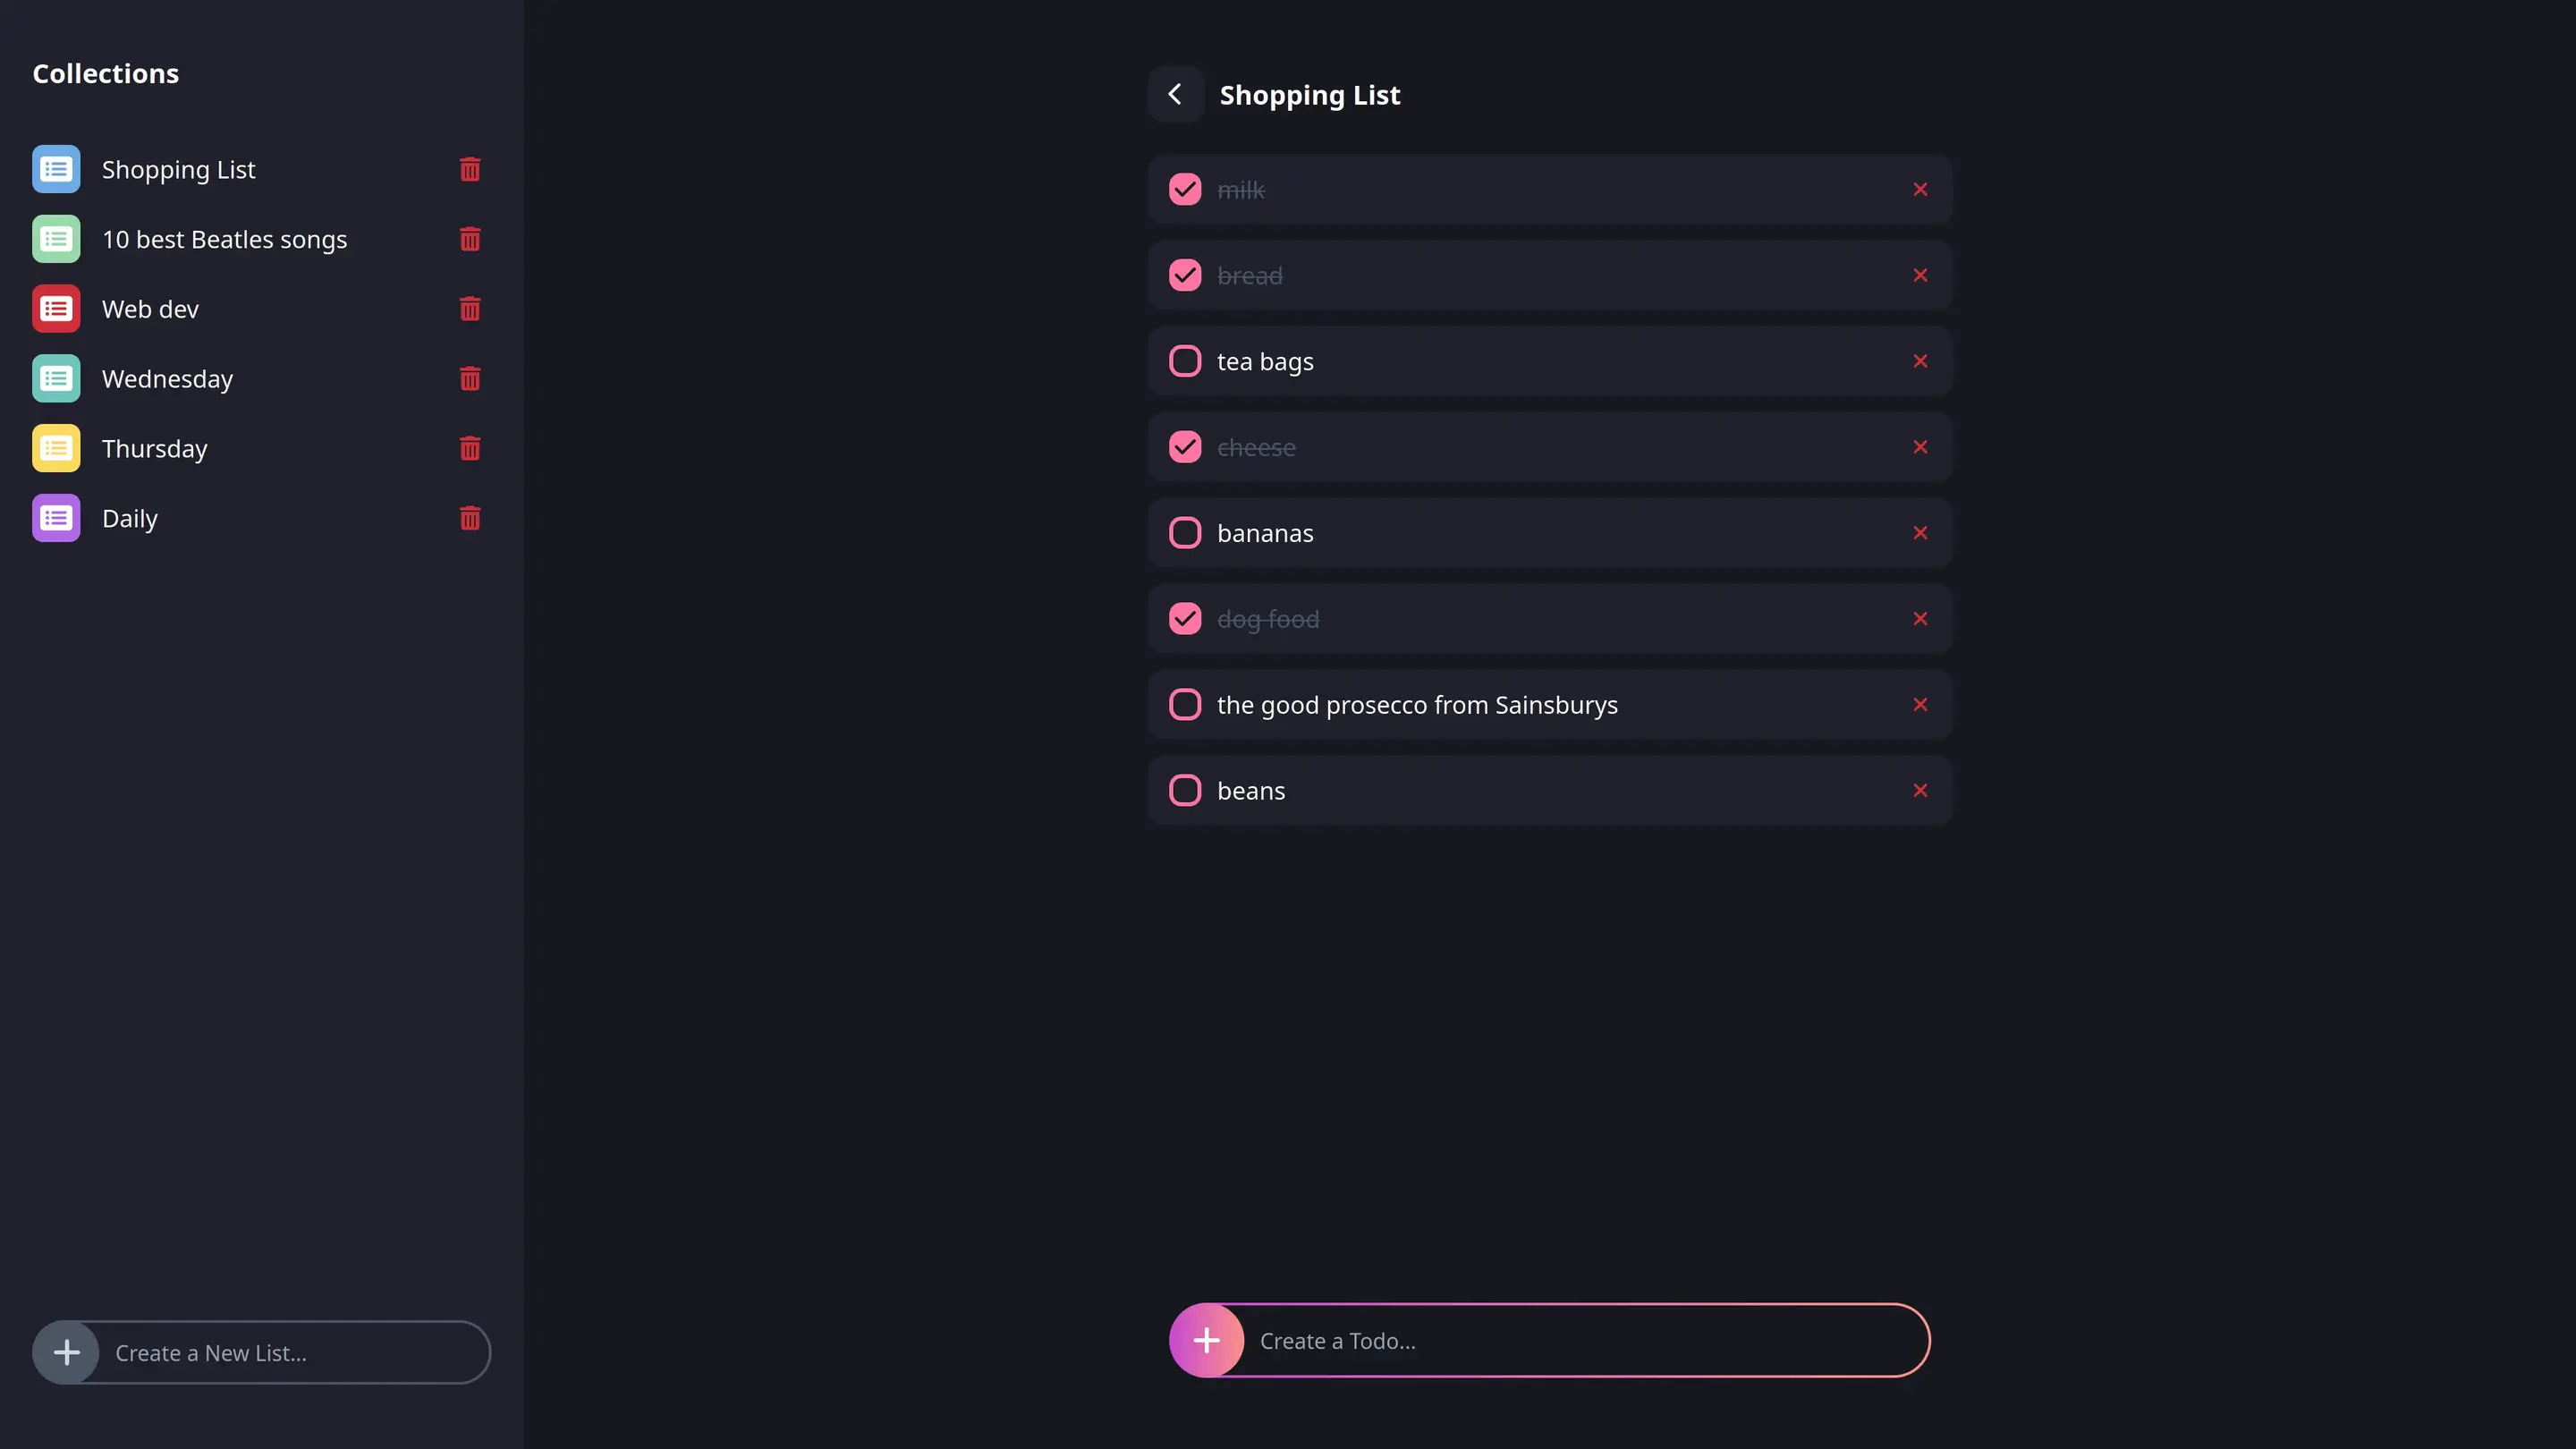 Collections
Shopping List
10 best Beatles songs
Web dev
Wednesday
Thursday
Daily
Create a New List...
Shopping List
milk
bread
tea bags
cheese
bananas
dog food
the good prosecco from Sainsburys
beans
Create a Todo...